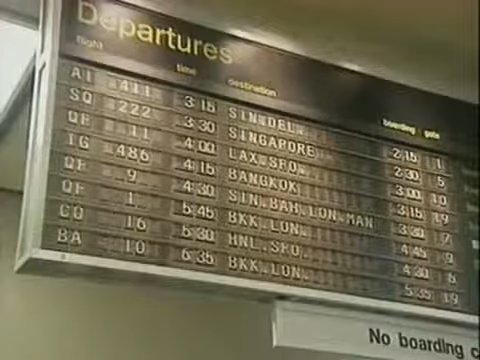 Departures
flight time destination boarding gate
AI 411 3 15 SIN.DEL. 2 15 1
SQ 222 3 30 SINGAPORE 2 30 5
QF 11 4 00 LAX.SFO. 3 00 10
TG 486 4 15 BANGKOK 3 15 19
QF 9 4 30 SIN.BAH.LON.MAN 3 30 7
QF 1 5 45 BKK.LON. 4 45 9
CO 16 5 30 HNL.SFO. 4 30 6
BA 10 6 35 BKK.LON. 5 35 19
No boarding